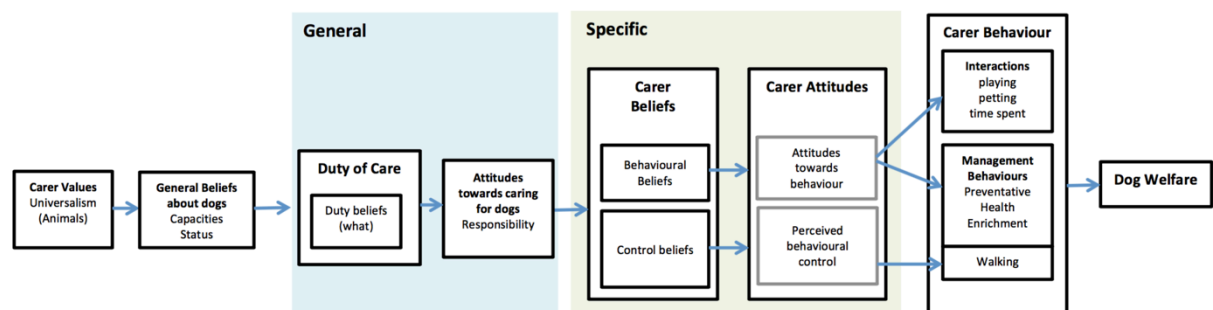 General
Specific
Carer Values
Universalism
(Animals)
General Beliefs
about dogs
Capacities
Status
Duty of Care
Duty beliefs
(what)
Attitudes
towards caring
for dogs
Responsibility
Carer
Beliefs
Behavioural
Beliefs
Control beliefs
Carer Attitudes
Attitudes
towards
behaviour
Perceived
behavioural
control
Carer Behaviour
Interactions
playing
petting
time spent
Management
Behaviours
Preventative
Health
Enrichment
Walking
Dog Welfare